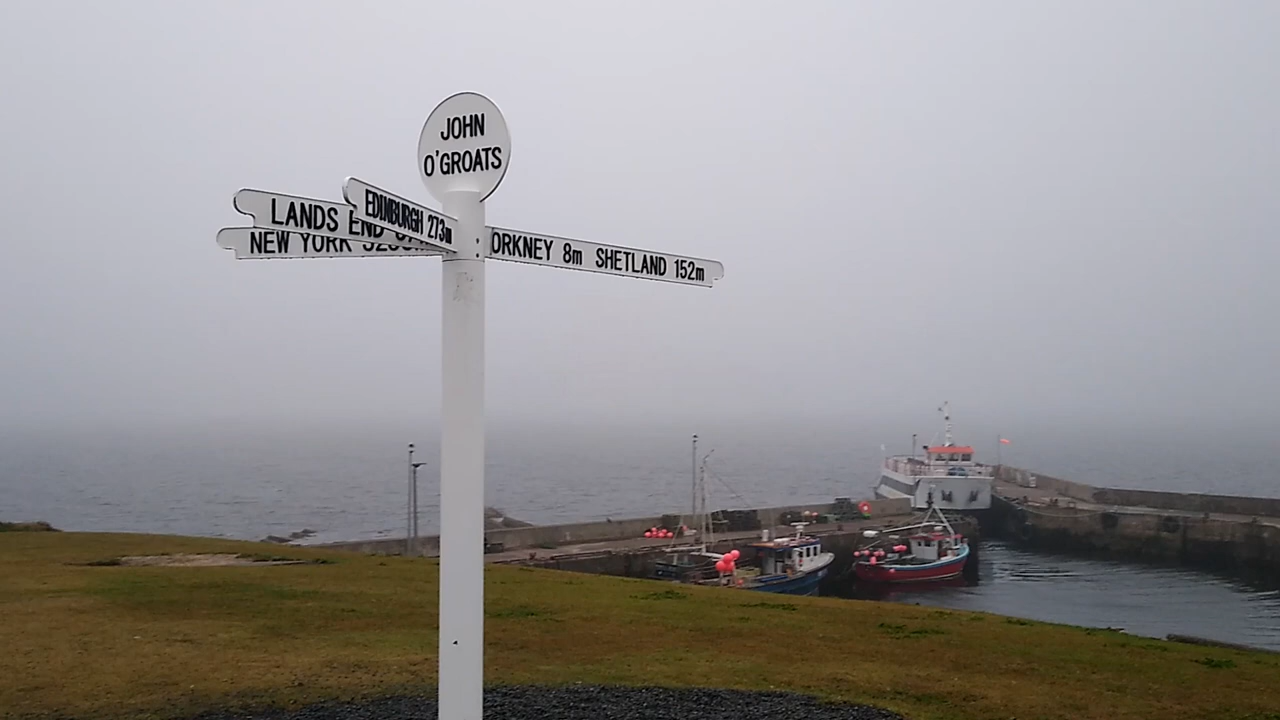 JOHN
O'GROATS
EDINBURGH 273m
LANDS END
NEW YORK
ORKNEY 8m SHETLAND 152m